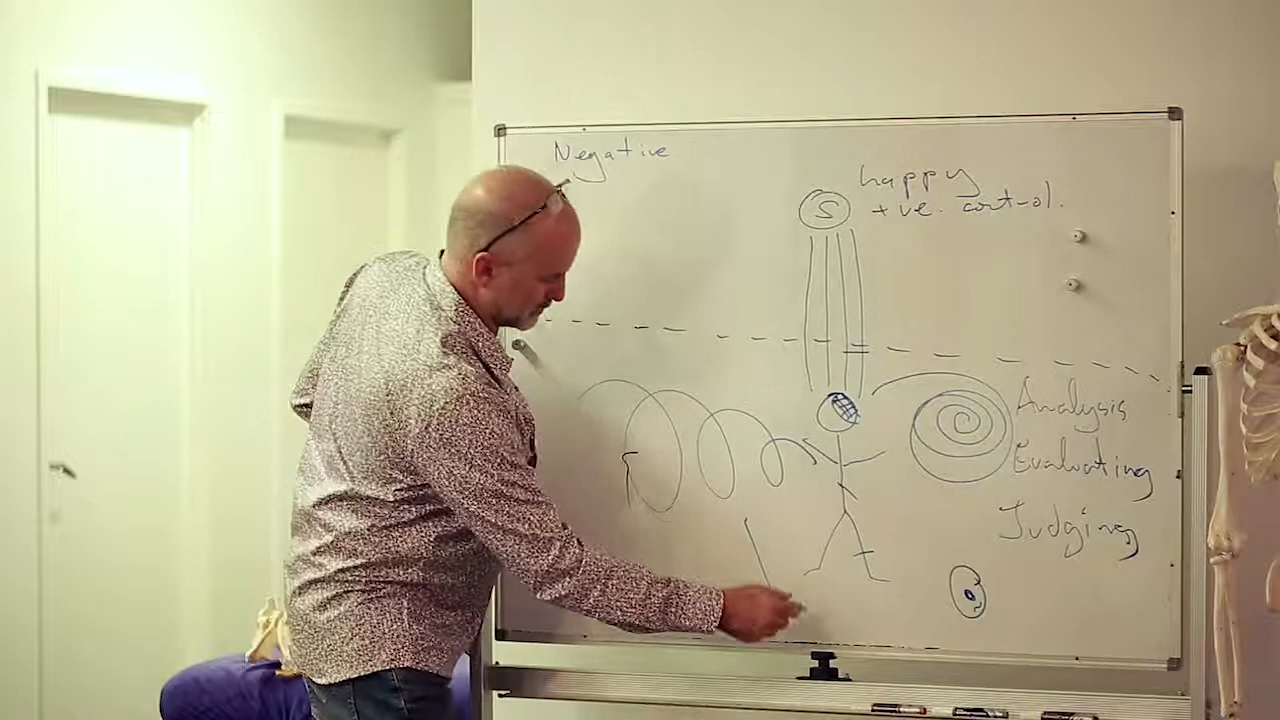 Negative
happy
+ve. control.
S
Analysis
Evaluating
Judging